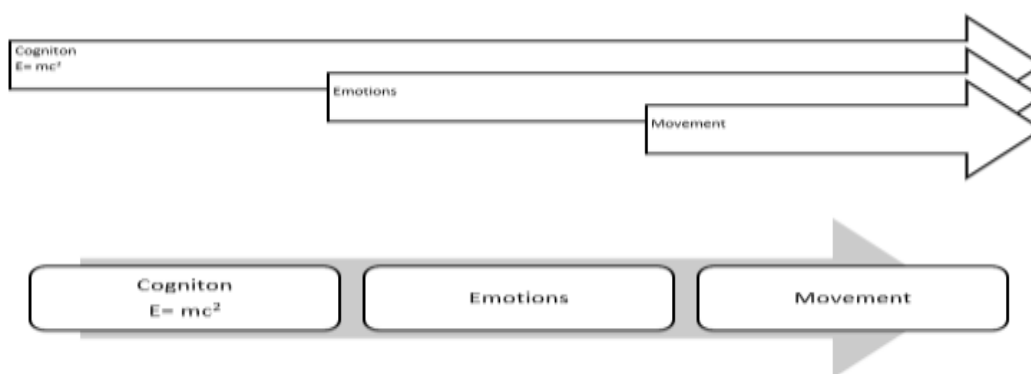 Cogniton
E= mc²
Emotions
Movement
Cogniton
E= mc²
Emotions
Movement